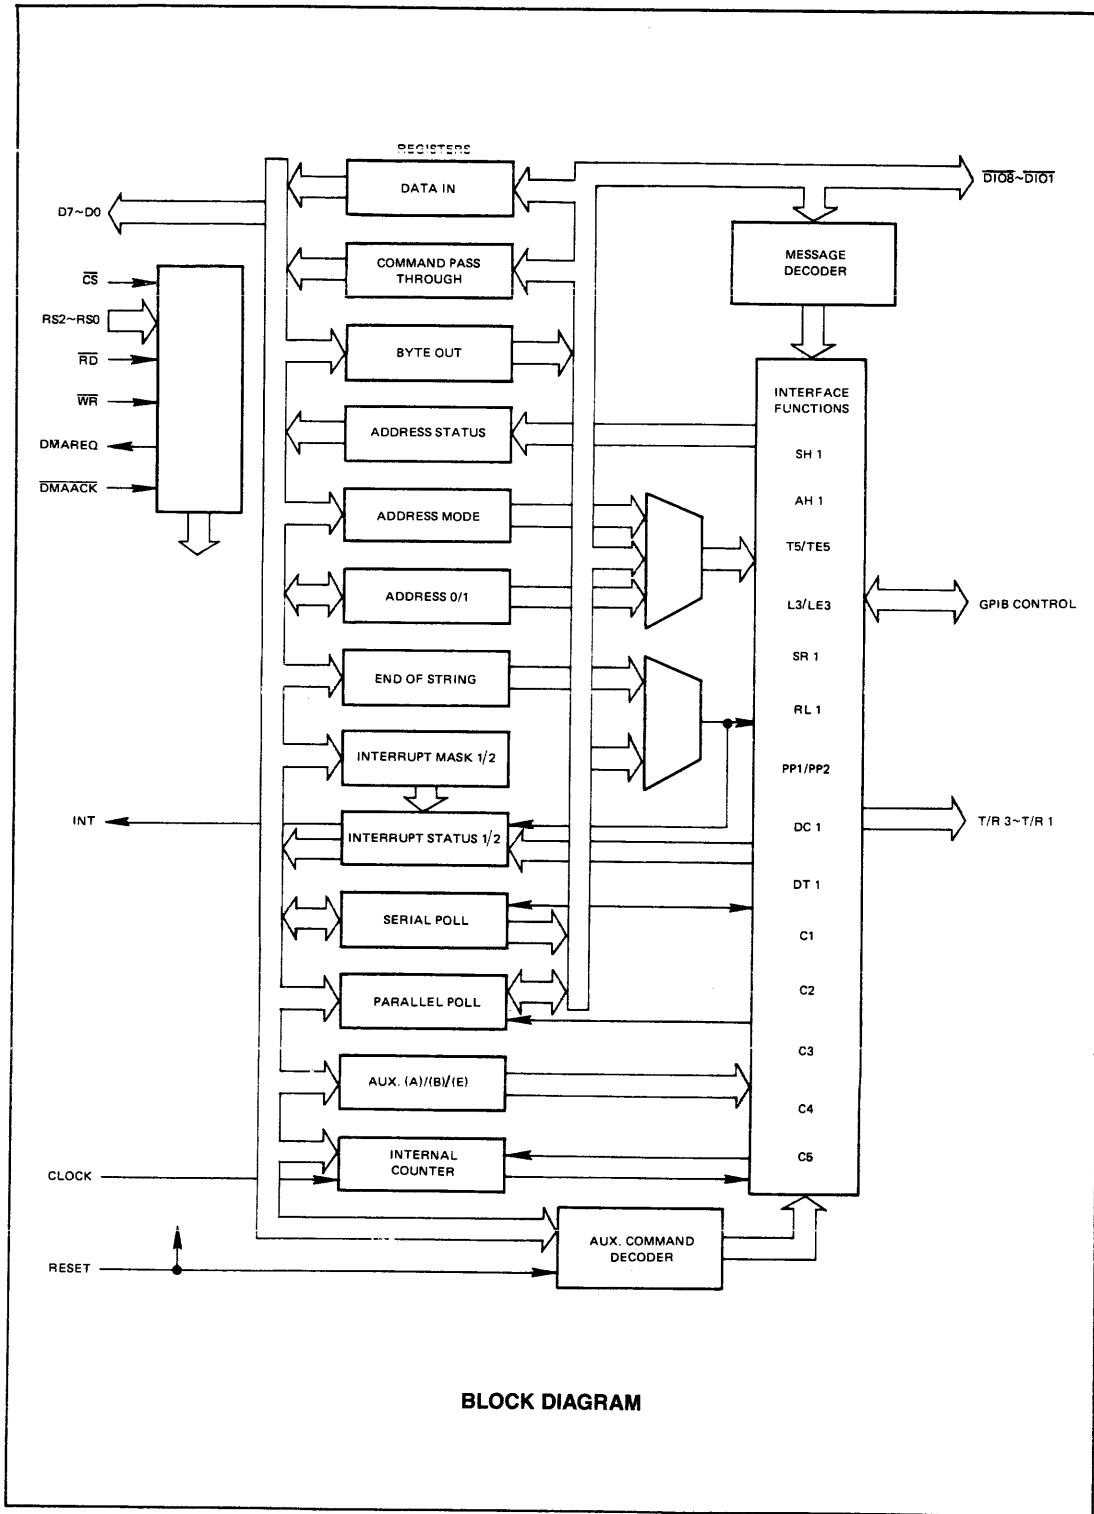 REGISTERS
DATA IN
DIO8~DIO1
D7~D0
COMMAND PASS
THROUGH
MESSAGE
DECODER
CS
RS2~RS0
RD
WR
DMAREQ
DMAACK
BYTE OUT
ADDRESS STATUS
ADDRESS MODE
ADDRESS 0/1
END OF STRING
INTERRUPT MASK 1/2
INT
INTERRUPT STATUS 1/2
SERIAL POLL
PARALLEL POLL
AUX. (A)/(B)/(E)
INTERNAL
COUNTER
CLOCK
RESET
AUX. COMMAND
DECODER
INTERFACE
FUNCTIONS
SH 1
AH 1
T5/TE5
L3/LE3
SR 1
RL 1
PP1/PP2
DC 1
DT 1
C1
C2
C3
C4
C5
GPIB CONTROL
T/R 3~T/R 1
BLOCK DIAGRAM